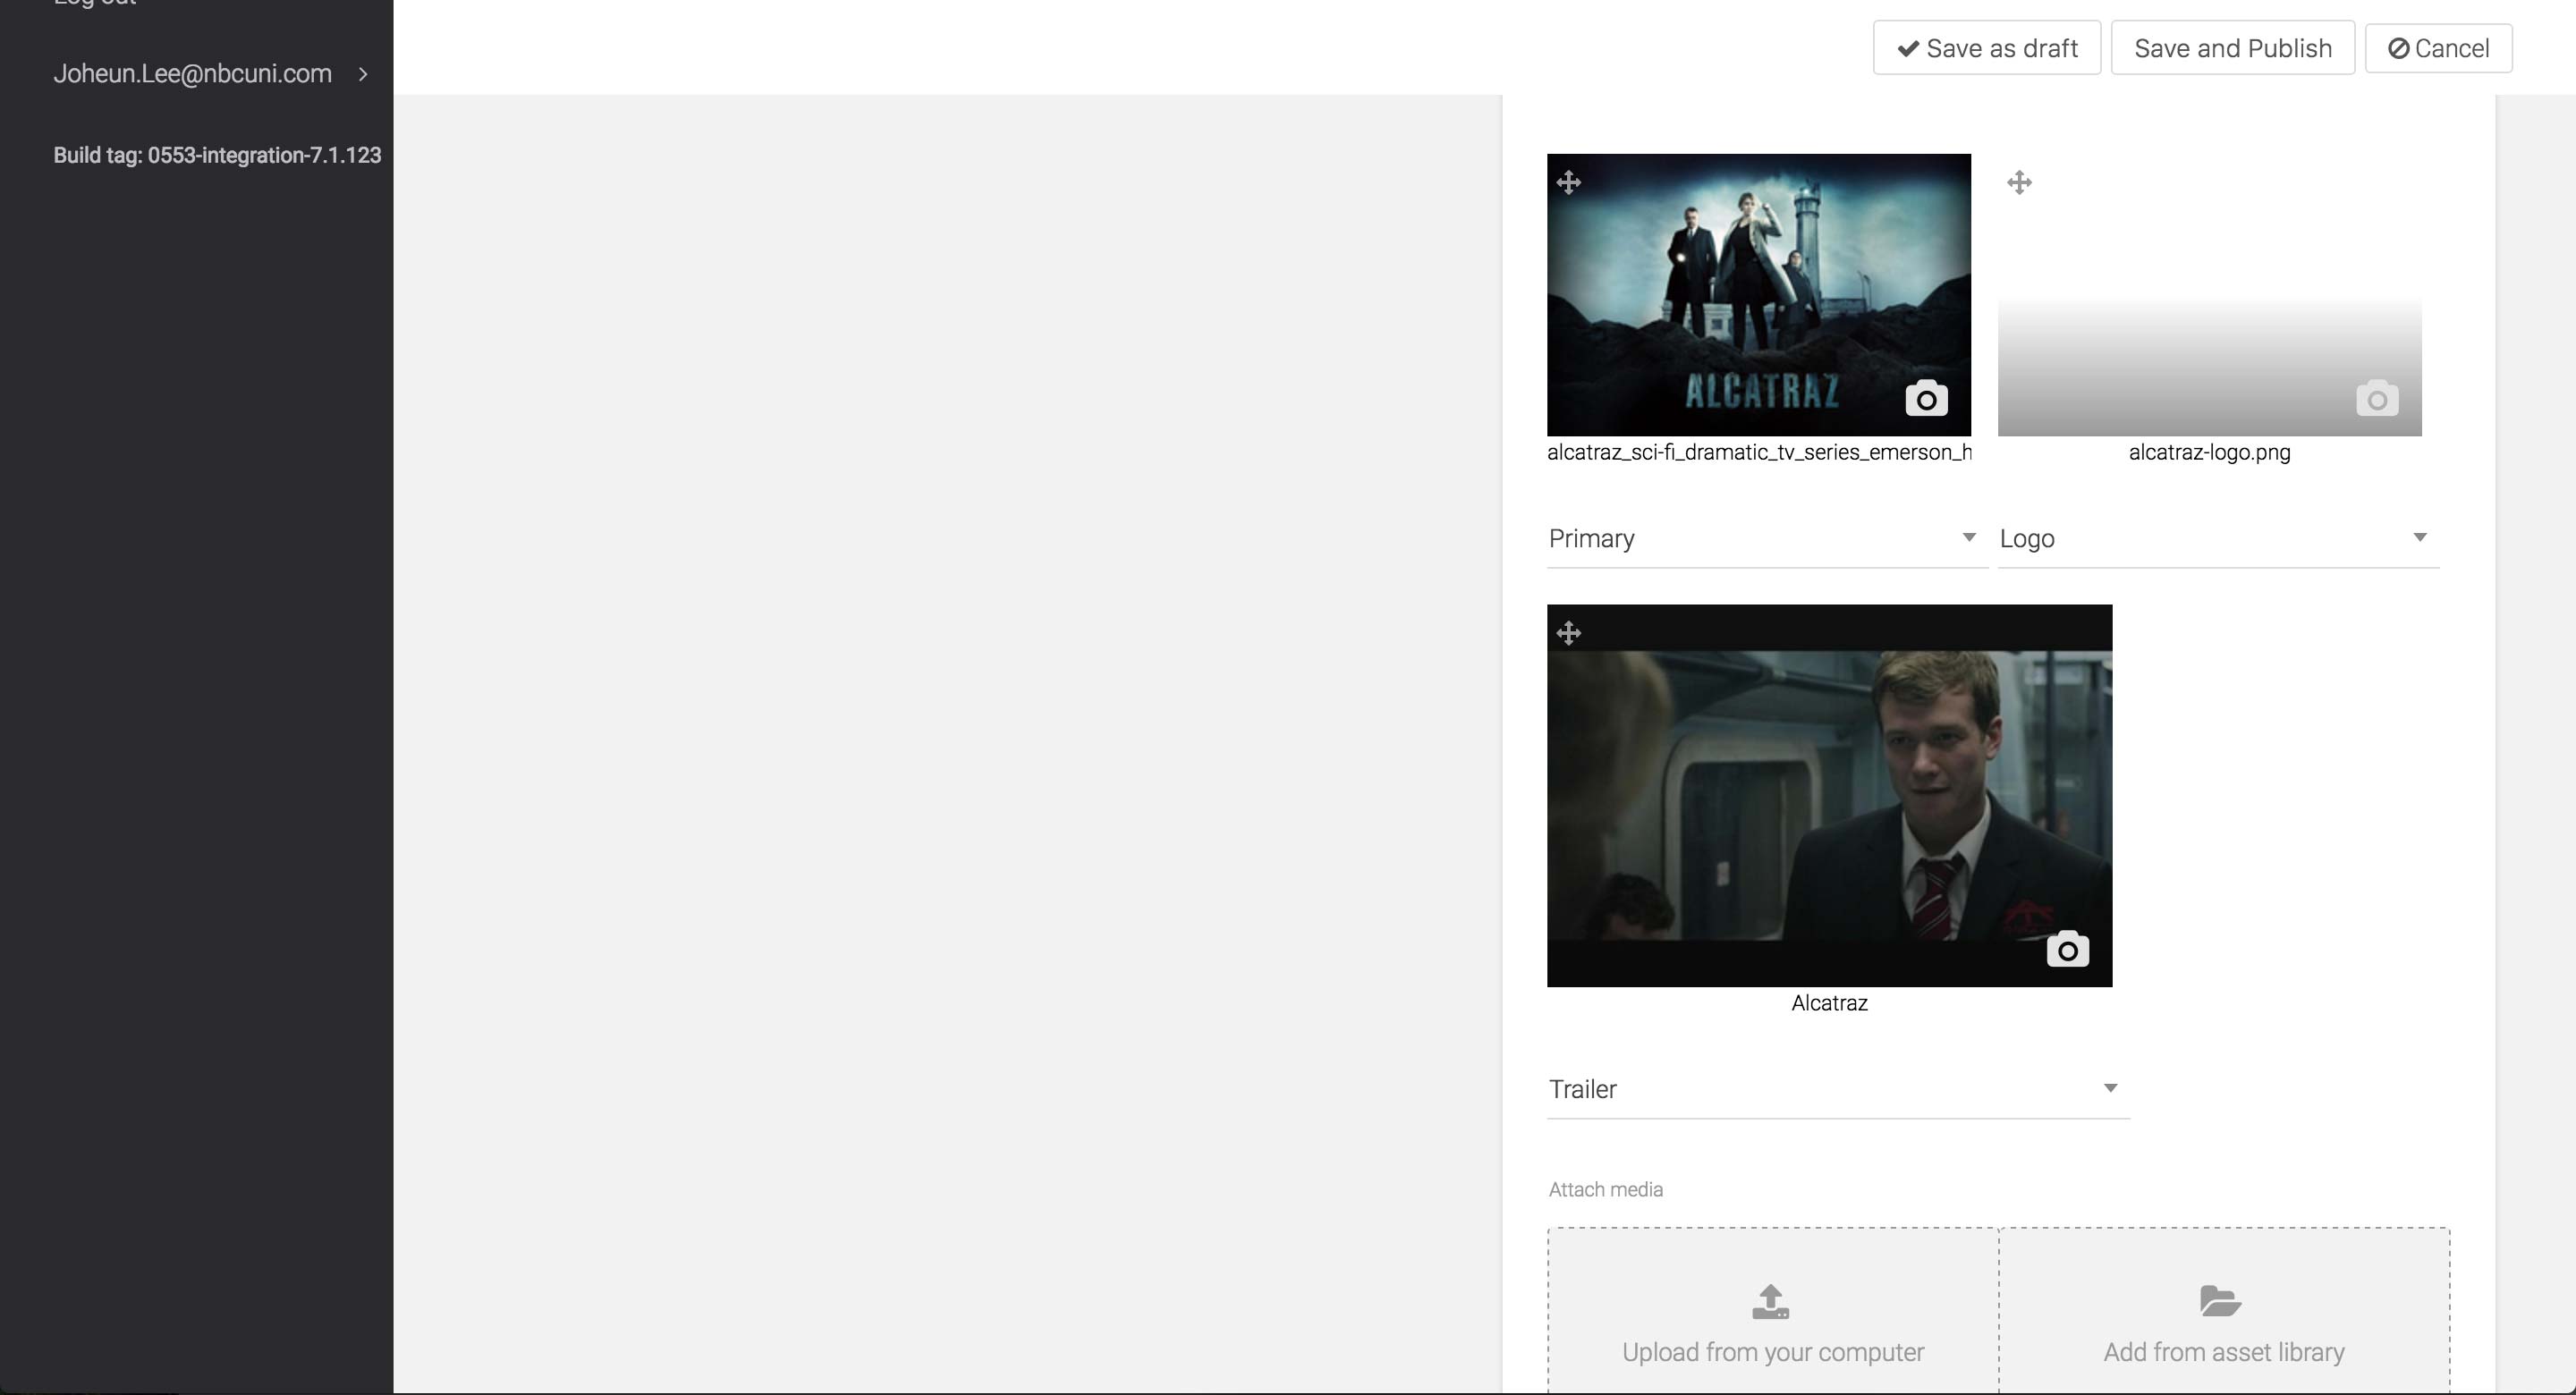 Log out
Joheun.Lee@nbcuni.com
Build tag: 0553-integration-7.1.123
Save as draft
Save and Publish
Cancel
ALCATRAZ
alcatraz_sci-fi_dramatic_tv_series_emerson_h
alcatraz-logo.png
Primary
Logo
Alcatraz
Trailer
Attach media
Upload from your computer
Add from asset library